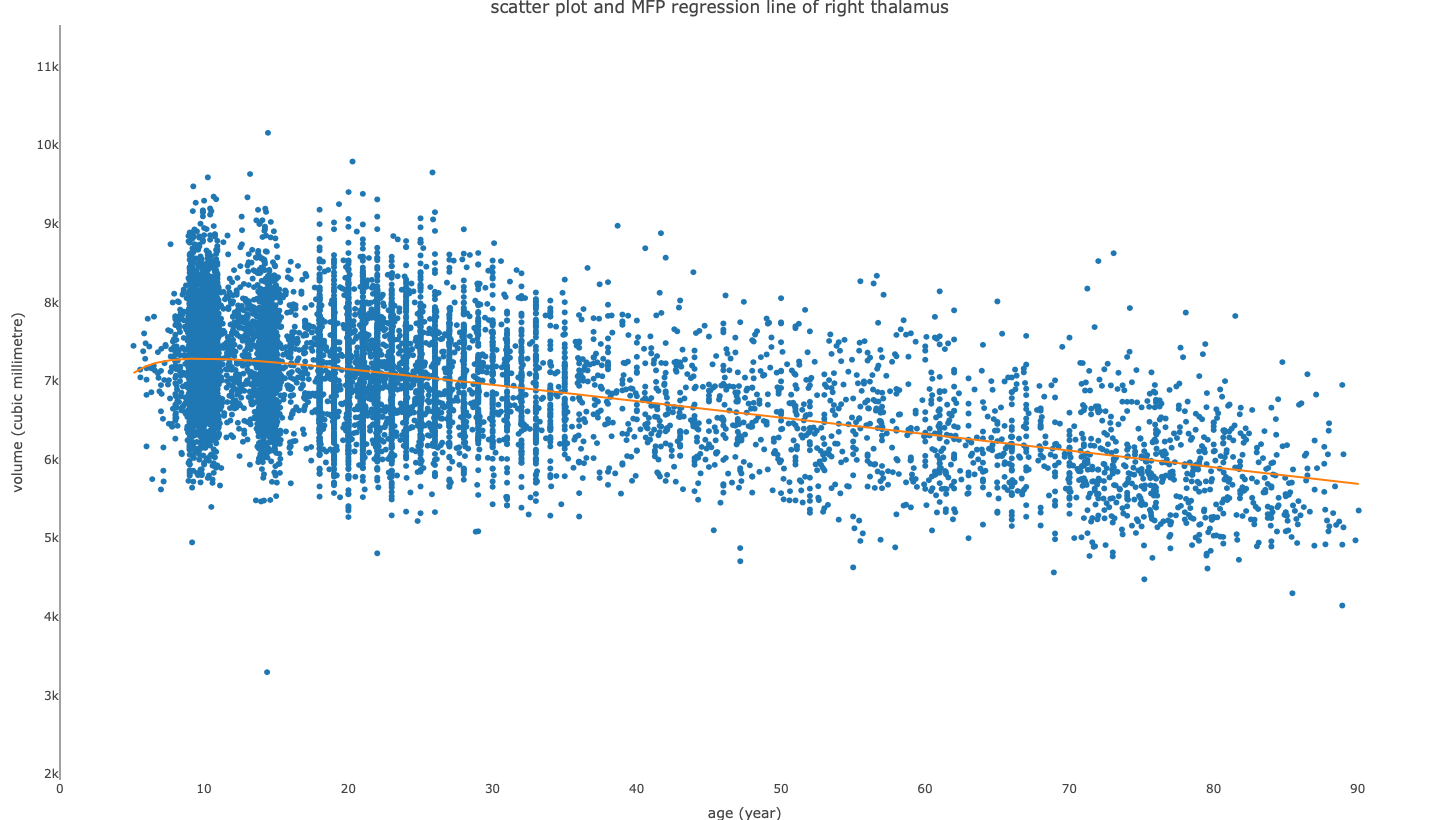 scatter plot and MFP regression line of right thalamus
11k
10k
9k
8k
7k
6k
5k
4k
3k
2k
volume (cubic millimetre)
0 10 20 30 40 50 60 70 80 90
age (year)